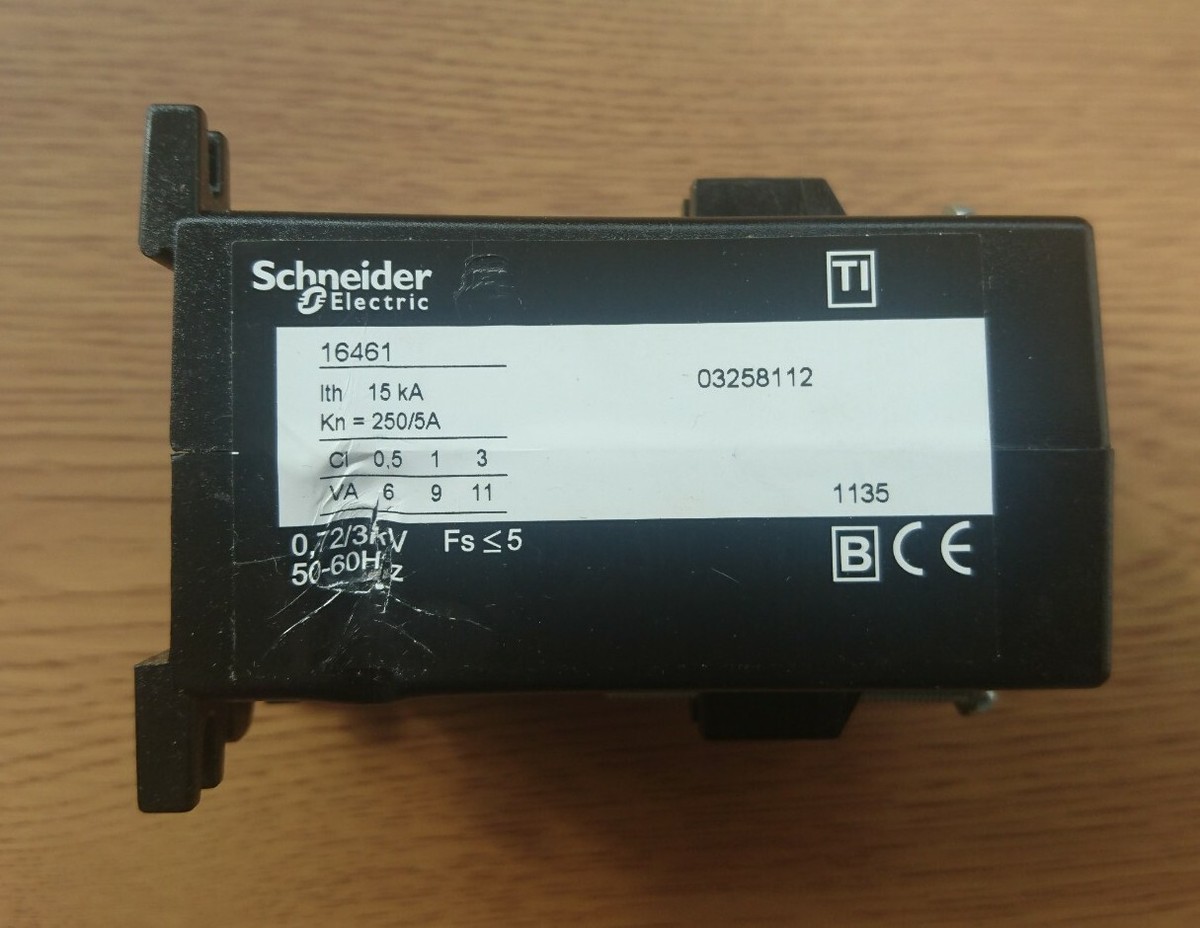 Schneider
Electric
TI
16461
03258112
Ith 15 kA
Kn = 250/5A
Cl 0,5 1 3
VA 6 9 11
1135
0,72/3kV Fs ≤5
50-60Hz
B CE